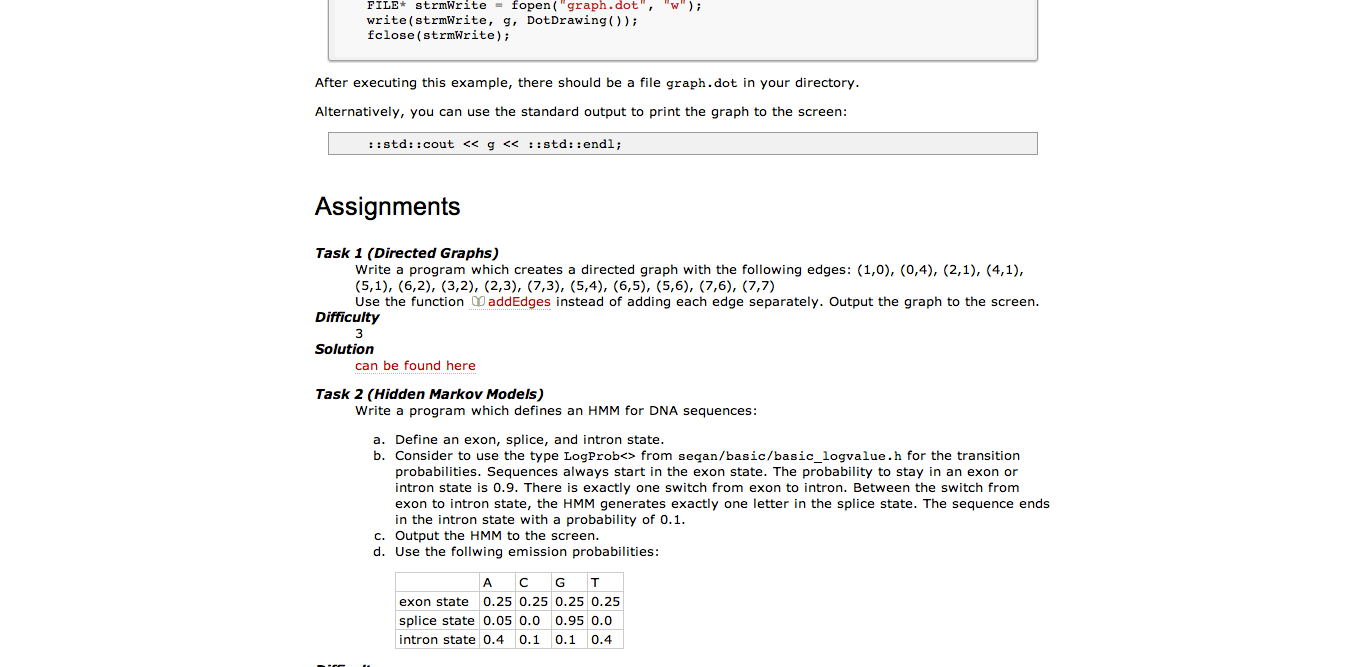 FILE* strmWrite = fopen("graph.dot", "w");
write(strmWrite, g, DotDrawing());
fclose(strmWrite);
After executing this example, there should be a file graph.dot in your directory.
Alternatively, you can use the standard output to print the graph to the screen:
::std::cout << g << ::std::endl;
Assignments
Task 1 (Directed Graphs)
Write a program which creates a directed graph with the following edges: (1,0), (0,4), (2,1), (4,1),
(5,1), (6,2), (3,2), (2,3), (7,3), (5,4), (6,5), (5,6), (7,6), (7,7)
Use the function addEdges instead of adding each edge separately. Output the graph to the screen.
Difficulty
3
Solution
can be found here
Task 2 (Hidden Markov Models)
Write a program which defines an HMM for DNA sequences:
a. Define an exon, splice, and intron state.
b. Consider to use the type LogProb<> from seqan/basic/basic_logvalue.h for the transition
probabilities. Sequences always start in the exon state. The probability to stay in an exon or
intron state is 0.9. There is exactly one switch from exon to intron. Between the switch from
exon to intron state, the HMM generates exactly one letter in the splice state. The sequence ends
in the intron state with a probability of 0.1.
c. Output the HMM to the screen.
d. Use the follwing emission probabilities:
A C G T
exon state 0.25 0.25 0.25 0.25
splice state 0.05 0.0 0.95 0.0
intron state 0.4 0.1 0.1 0.4